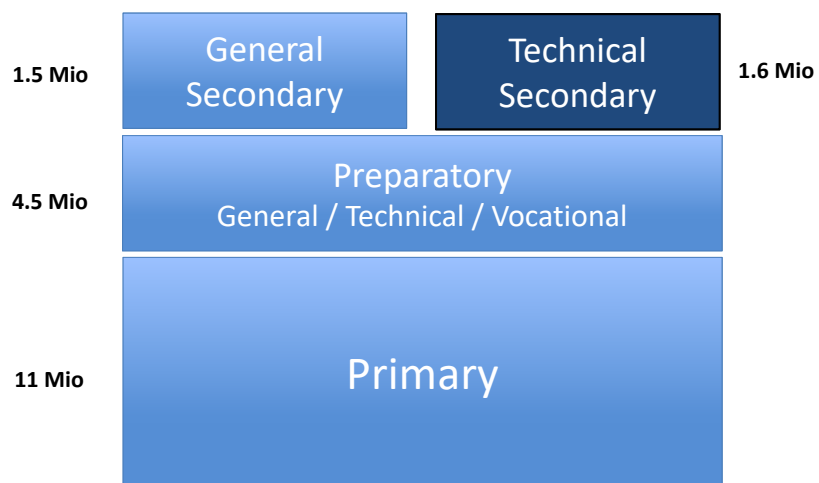 1.5 Mio
General
Secondary
Technical
Secondary
1.6 Mio
4.5 Mio
Preparatory
General / Technical / Vocational
11 Mio
Primary